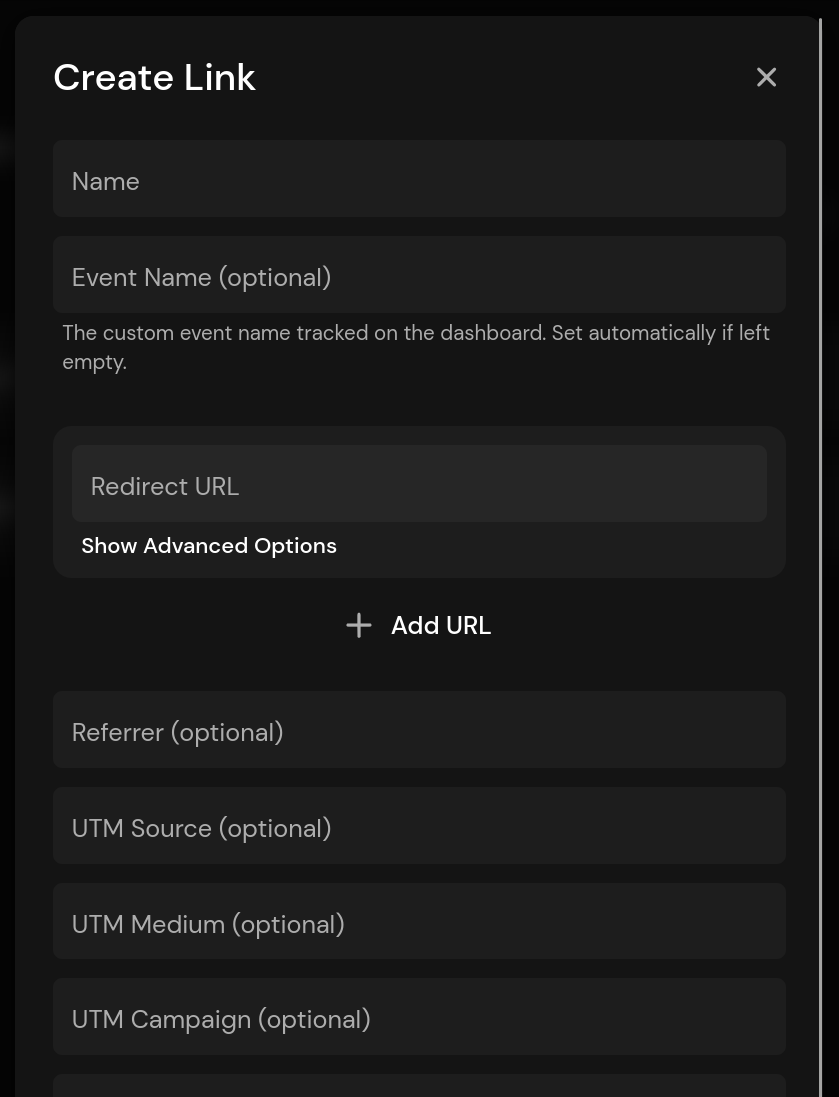 Create Link
Name
Event Name (optional)
The custom event name tracked on the dashboard. Set automatically if left
empty.
Redirect URL
Show Advanced Options
Add URL
Referrer (optional)
UTM Source (optional)
UTM Medium (optional)
UTM Campaign (optional)